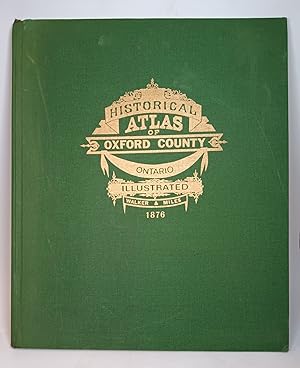 HISTORICAL
ATLAS
OF
OXFORD COUNTY
ONTARIO
ILLUSTRATED
WALKER & MILES
1876